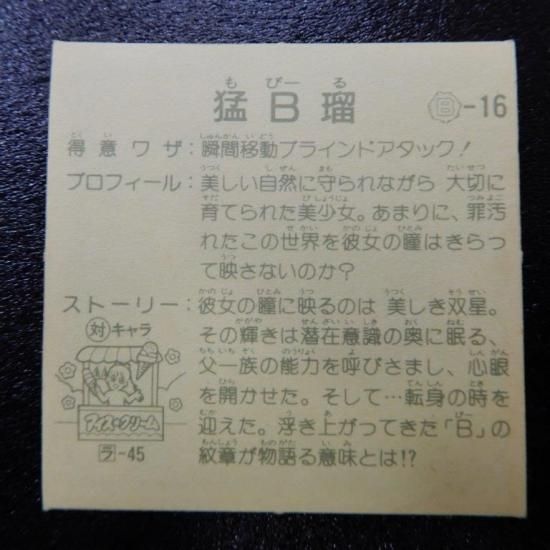 猛B瑠 Ⓑ-16
得意ワザ：瞬間移動ブラインドアタック！
プロフィール：美しい自然に守られながら 大切に
育てられた美少女。あまりに、罪汚
れたこの世界を彼女の瞳はきらっ
て映さないのか？
ストーリー：彼女の瞳に映るのは 美しき双星。
その輝きは潜在意識の奥に眠る、
父一族の能力を呼びさまし、心眼
を開かせた。そして…転身の時を
迎えた。浮き上がってきた「B」の
紋章が物語る意味とは!?
対キャラ
アイス・クリーム
ラ-45